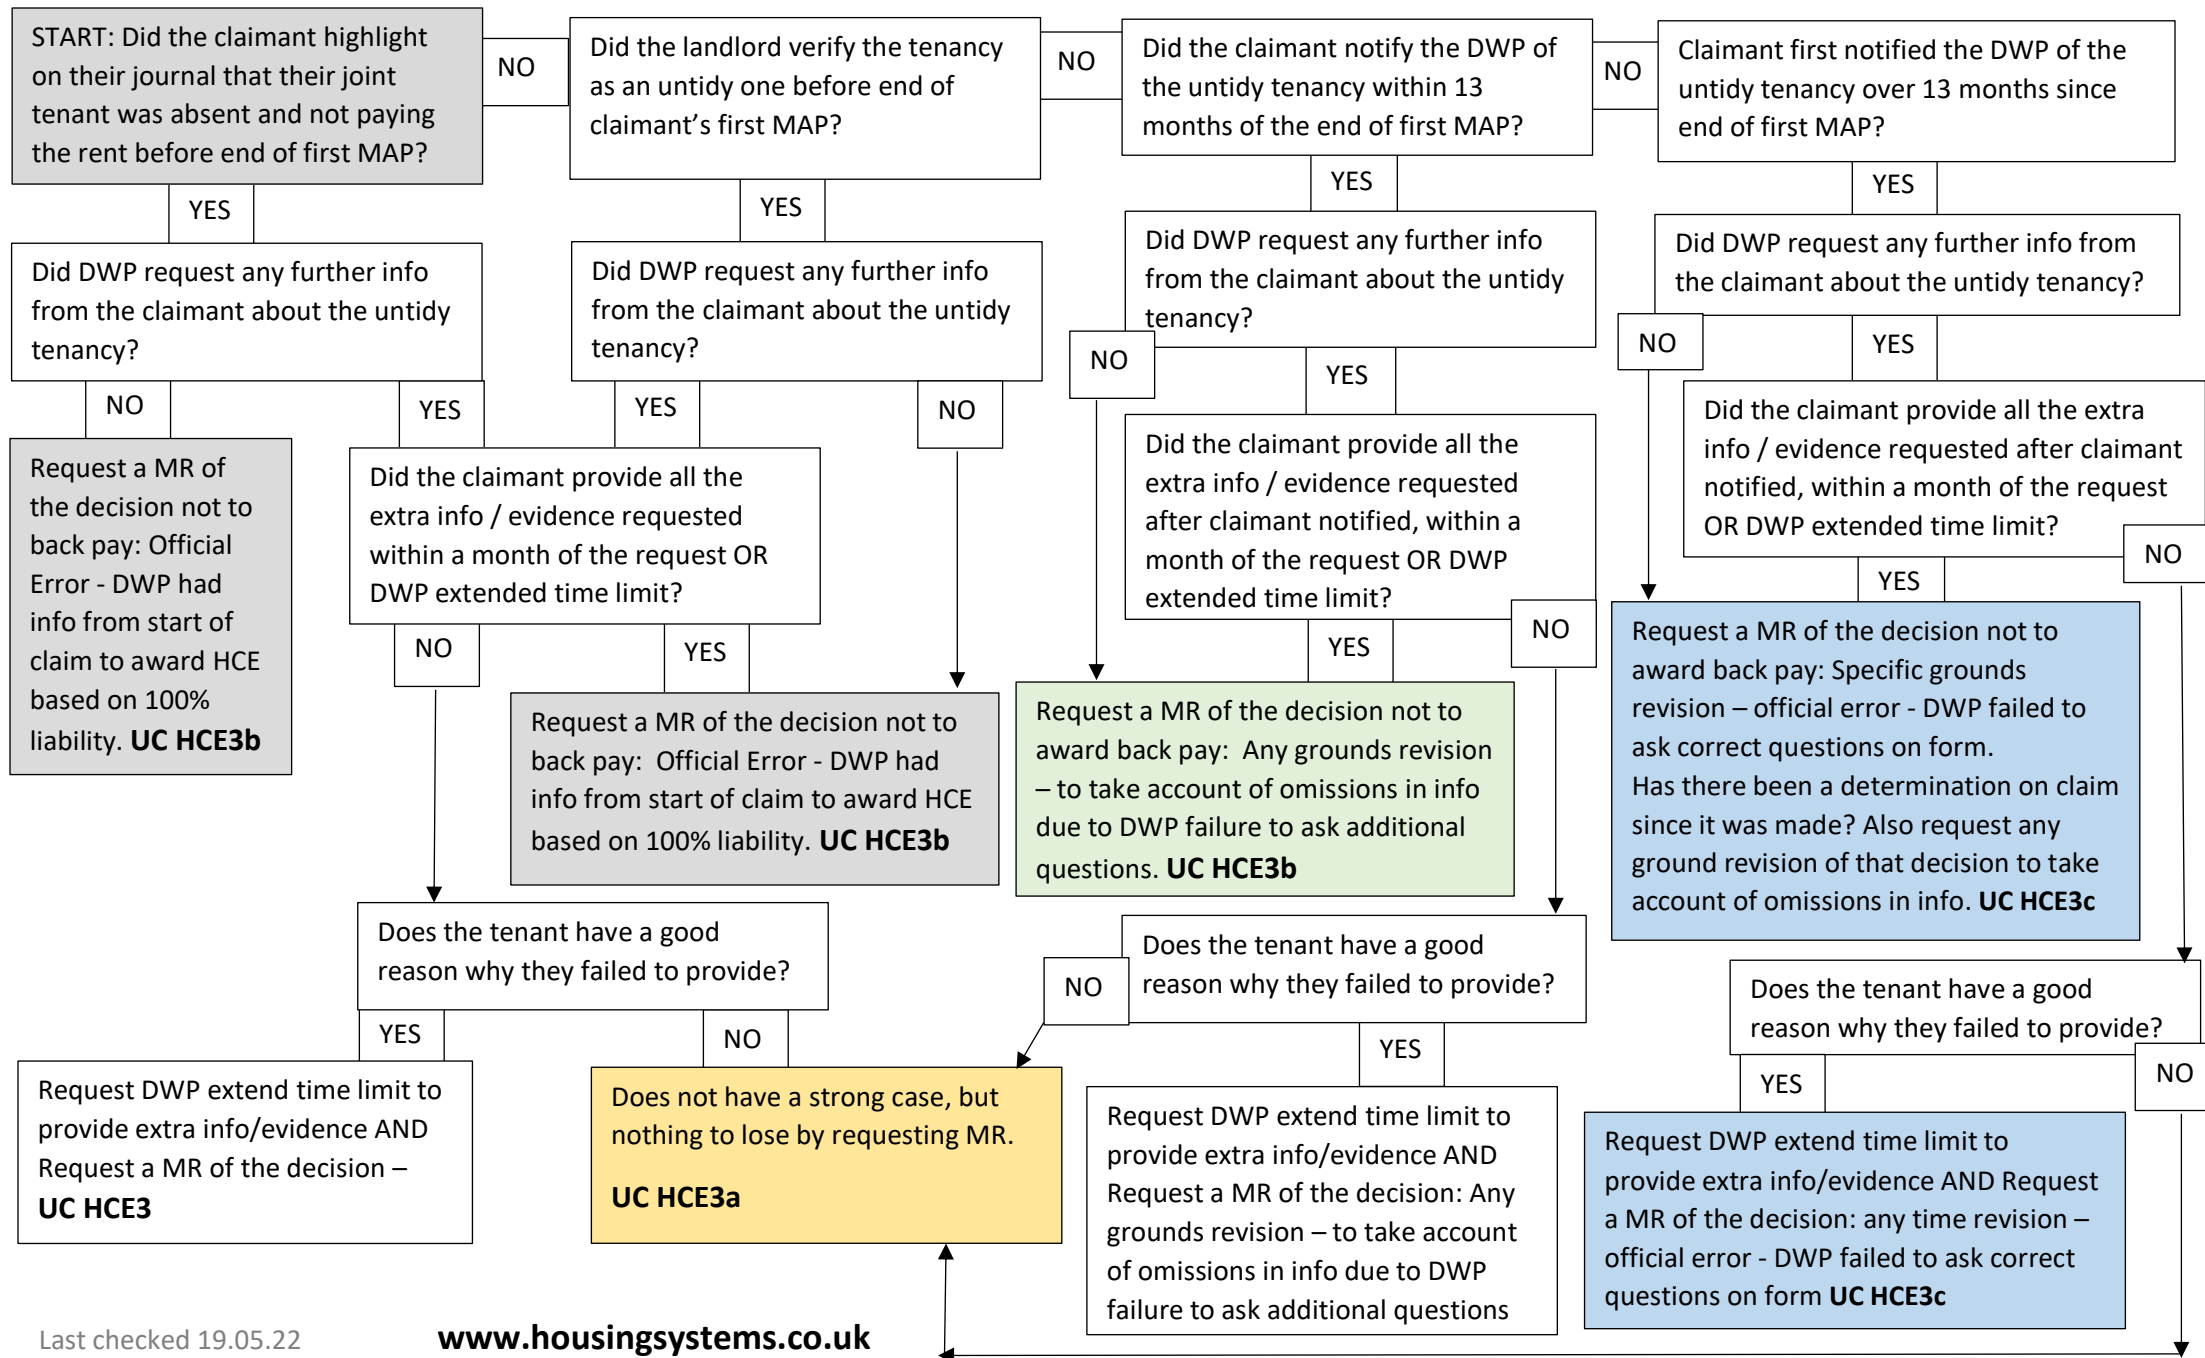 START: Did the claimant highlight
on their journal that their joint
tenant was absent and not paying
the rent before end of first MAP?
NO
Did the landlord verify the tenancy
as an untidy one before end of
claimant's first MAP?
NO
Did the claimant notify the DWP of
the untidy tenancy within 13
months of the end of first MAP?
NO
Claimant first notified the DWP of the
untidy tenancy over 13 months since
end of first MAP?
YES
YES
YES
YES
Did DWP request any further info
from the claimant about the untidy
tenancy?
Did DWP request any further info
from the claimant about the untidy
tenancy?
Did DWP request any further info
from the claimant about the untidy
tenancy?
Did DWP request any further info from
the claimant about the untidy tenancy?
NO
YES
YES
NO
NO
YES
NO
YES
Request a MR of
the decision not to
back pay: Official
Error - DWP had
info from start of
claim to award HCE
based on 100%
liability. UC HCE3b
Did the claimant provide all the
extra info / evidence requested
within a month of the request OR
DWP extended time limit?
Did the claimant provide all the
extra info / evidence requested
after claimant notified, within a
month of the request OR DWP
extended time limit?
Did the claimant provide all the extra
info / evidence requested after claimant
notified, within a month of the request
OR DWP extended time limit?
NO
YES
YES
NO
YES
NO
Request a MR of the decision not to
back pay: Official Error - DWP had
info from start of claim to award HCE
based on 100% liability. UC HCE3b
Request a MR of the decision not to
award back pay: Any grounds revision
– to take account of omissions in info
due to DWP failure to ask additional
questions. UC HCE3b
Request a MR of the decision not to
award back pay: Specific grounds
revision – official error - DWP failed to
ask correct questions on form.
Has there been a determination on claim
since it was made? Also request any
ground revision of that decision to take
account of omissions in info. UC HCE3c
Does the tenant have a good
reason why they failed to provide?
NO
Does the tenant have a good
reason why they failed to provide?
Does the tenant have a good
reason why they failed to provide?
YES
NO
YES
YES
NO
Request DWP extend time limit to
provide extra info/evidence AND
Request a MR of the decision –
UC HCE3
Does not have a strong case, but
nothing to lose by requesting MR.
UC HCE3a
Request DWP extend time limit to
provide extra info/evidence AND
Request a MR of the decision: Any
grounds revision – to take account
of omissions in info due to DWP
failure to ask additional questions
Request DWP extend time limit to
provide extra info/evidence AND Request
a MR of the decision: any time revision –
official error - DWP failed to ask correct
questions on form UC HCE3c
Last checked 19.05.22
www.housingsystems.co.uk